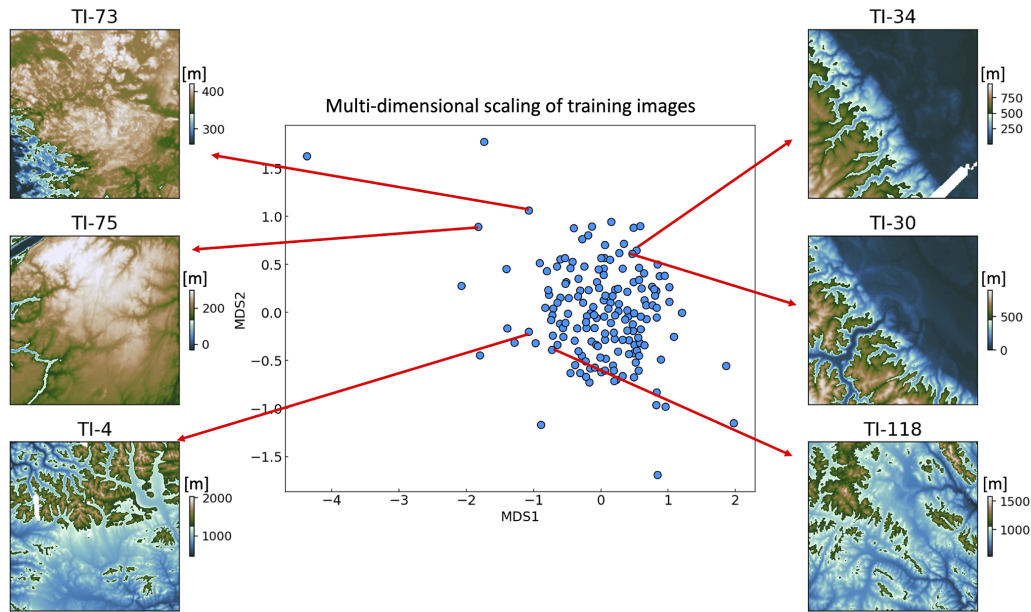 TI-73
[m]
400
300
TI-75
[m]
200
0
TI-4
[m]
2000
1000
Multi-dimensional scaling of training images
MDS2
1.5
1.0
0.5
0.0
−0.5
−1.0
−1.5
−4 −3 −2 −1 0 1 2
MDS1
TI-34
[m]
750
500
250
TI-30
[m]
500
0
TI-118
[m]
1500
1000